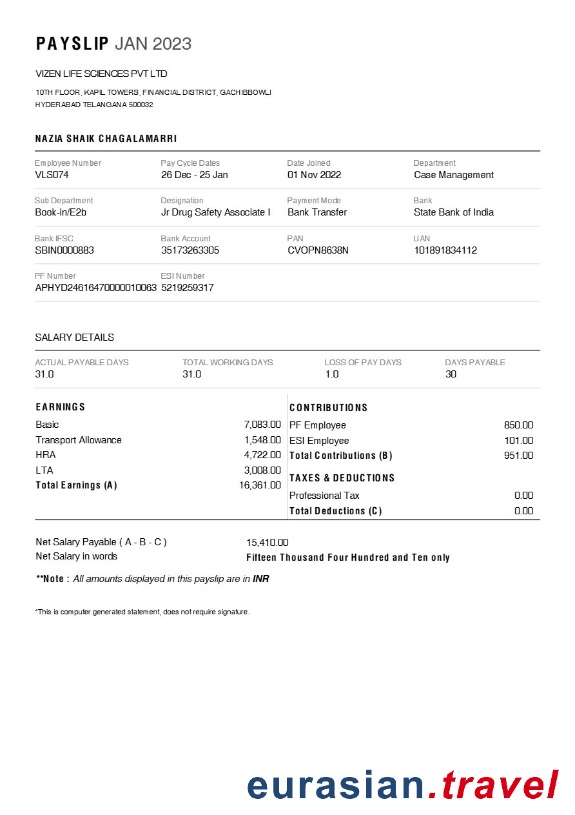 PAYSLIP JAN 2023
VIZEN LIFE SCIENCES PVT LTD
10TH FLOOR, KAPIL TOWERS, FINANCIAL DISTRICT, GACHIBBOWLI
HYDERABAD TELANGANA 500032
NAZIA SHAIK CHAGALAMARRI
Employee Number Pay Cycle Dates Date Joined Department
VLS074 26 Dec - 25 Jan 01 Nov 2022 Case Management
Sub Department Designation Payment Mode Bank
Book-in/E2b Jr Drug Safety Associate I Bank Transfer State Bank of India
Bank IFSC Bank Account PAN UAN
SBIN0000883 35173263305 CVOPN8638N 101891834112
PF Number ESI Number
APHYD24616470000010063 5219259317
SALARY DETAILS
ACTUAL PAYABLE DAYS TOTAL WORKING DAYS LOSS OF PAY DAYS DAYS PAYABLE
31.0 31.0 1.0 30
EARNINGS CONTRIBUTIONS
Basic 7,083.00 PF Employee 850.00
Transport Allowance 1,548.00 ESI Employee 101.00
HRA 4,722.00 Total Contributions (B) 951.00
LTA 3,008.00 TAXES & DEDUCTIONS
Total Earnings (A) 16,361.00 Professional Tax 0.00
Total Deductions (C) 0.00
Net Salary Payable ( A - B - C ) 15,410.00
Net Salary in words Fifteen Thousand Four Hundred and Ten only
**Note : All amounts displayed in this payslip are in INR
*This is computer generated statement, does not require signature.
eurasian.travel